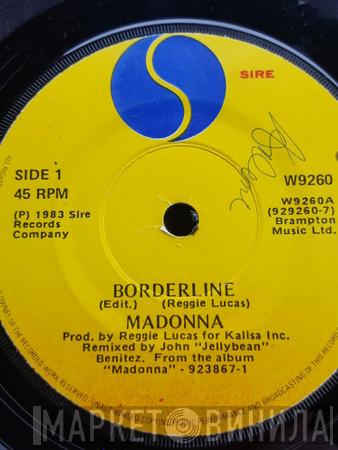 SIRE
SIDE 1
45 RPM
(P) 1983 Sire
Records
Company
W9260
W9260A
(929260-7)
Brampton
Music Ltd.
BORDERLINE
(Edit.) (Reggie Lucas)
MADONNA
Prod. by Reggie Lucas for Kalisa Inc.
Remixed by John "Jellybean"
Benitez. From the album
"Madonna" - 923867-1
МАРКЕТ ВИНИЛА